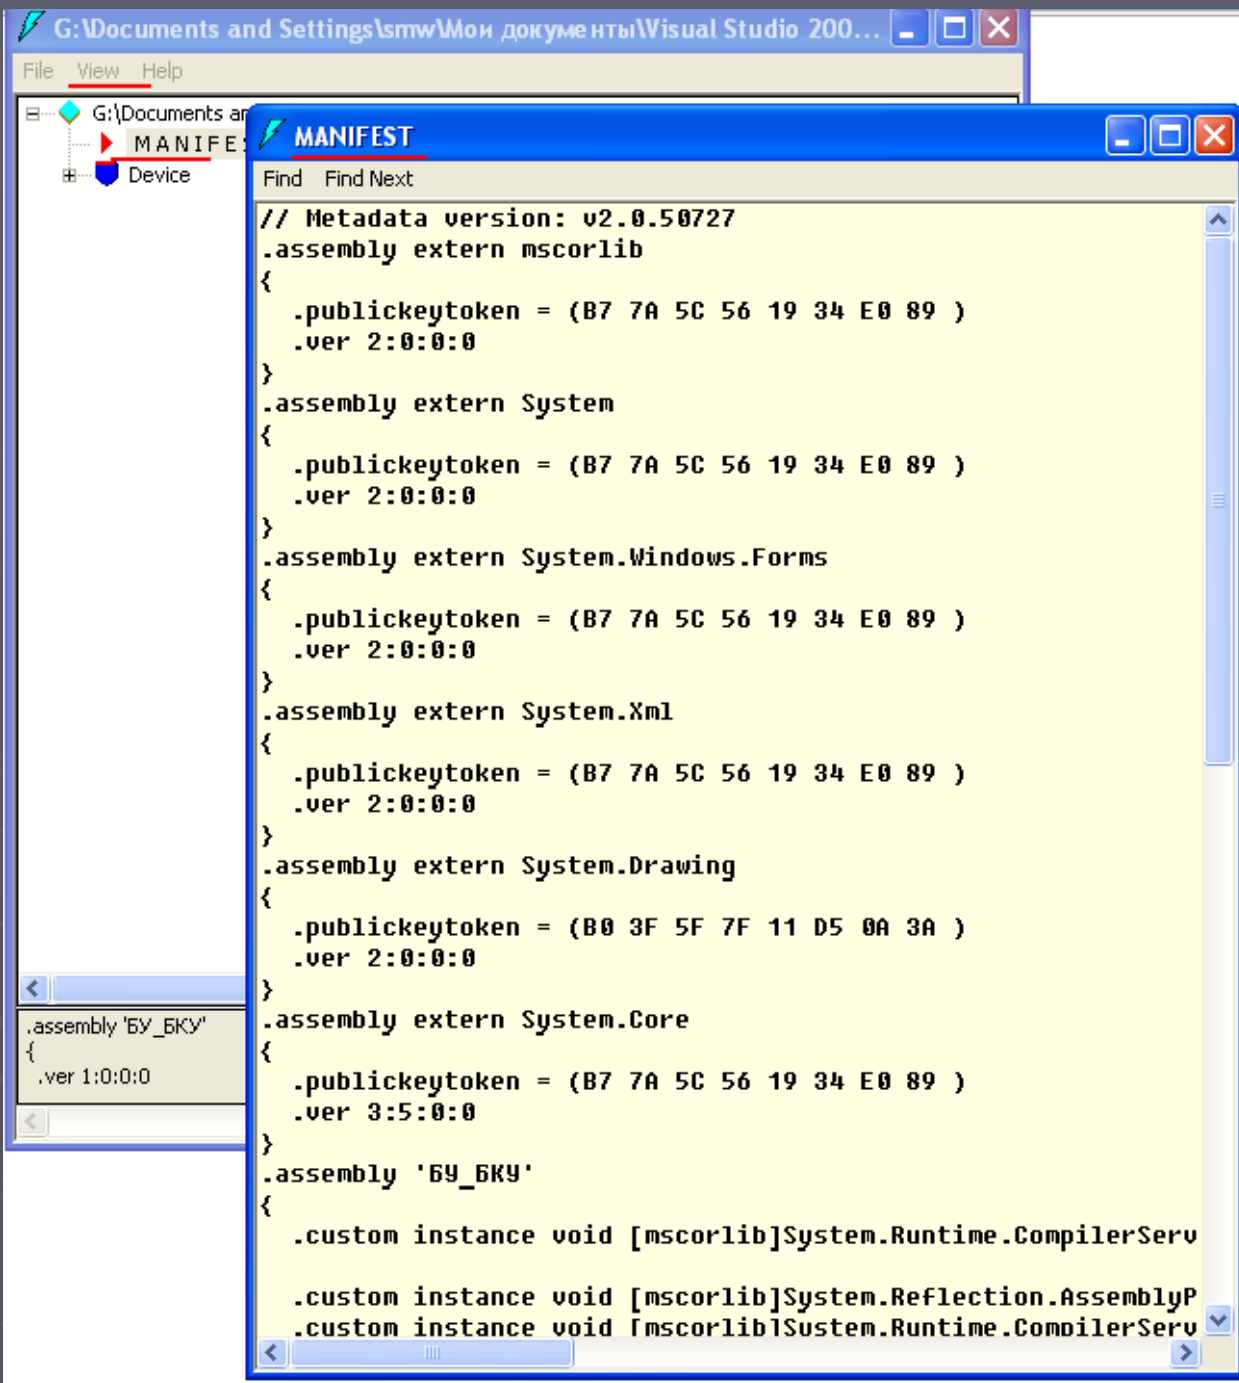 G:\Documents and Settings\smw\Мои документы\Visual Studio 200...
File View Help
G:\Documents
MANIFE
Device
.assembly 'БУ_БКУ'
{
.ver 1:0:0:0
MANIFEST
Find Find Next
// Metadata version: v2.0.50727
.assembly extern mscorlib
{
  .publickeytoken = (B7 7A 5C 56 19 34 E0 89 )
  .ver 2:0:0:0
}
.assembly extern System
{
  .publickeytoken = (B7 7A 5C 56 19 34 E0 89 )
  .ver 2:0:0:0
}
.assembly extern System.Windows.Forms
{
  .publickeytoken = (B7 7A 5C 56 19 34 E0 89 )
  .ver 2:0:0:0
}
.assembly extern System.Xml
{
  .publickeytoken = (B7 7A 5C 56 19 34 E0 89 )
  .ver 2:0:0:0
}
.assembly extern System.Drawing
{
  .publickeytoken = (B0 3F 5F 7F 11 D5 0A 3A )
  .ver 2:0:0:0
}
.assembly extern System.Core
{
  .publickeytoken = (B7 7A 5C 56 19 34 E0 89 )
  .ver 3:5:0:0
}
.assembly 'БУ_БКУ'
{
  .custom instance void [mscorlib]System.Runtime.CompilerServ
  .custom instance void [mscorlib]System.Reflection.AssemblyP
  .custom instance void [mscorlib]System.Runtime.CompilerServ